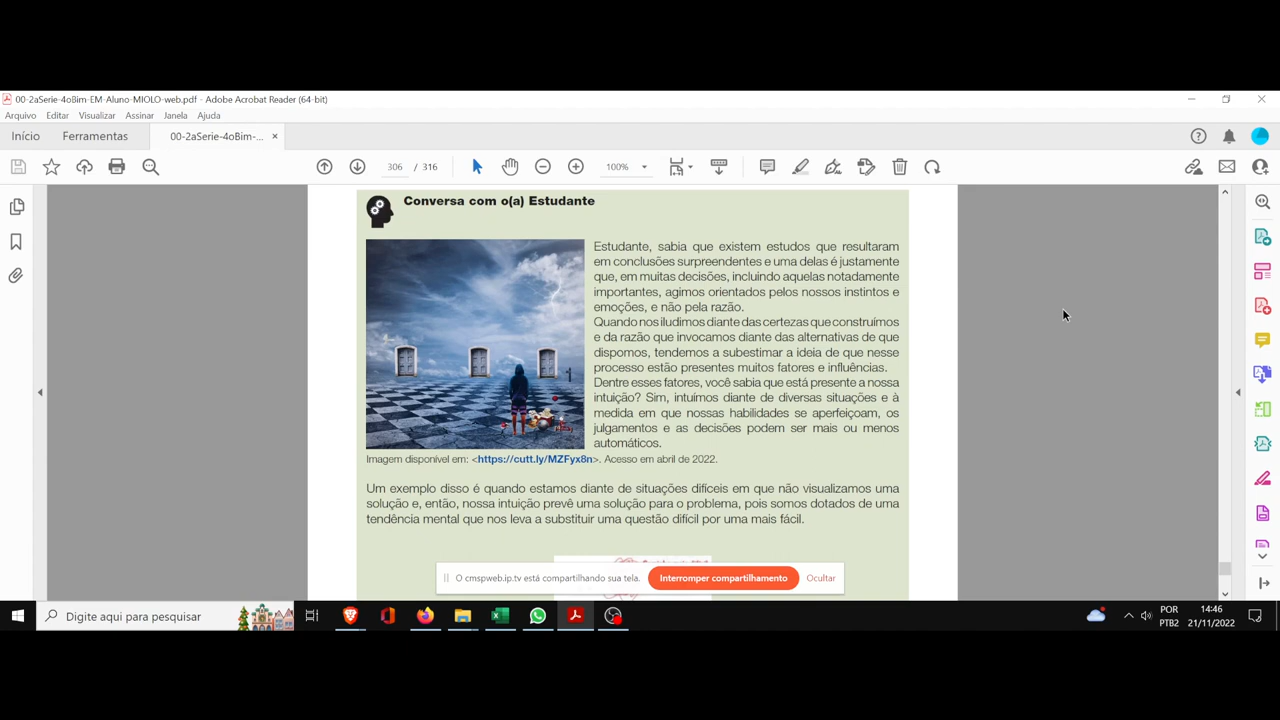 00-2aSerie-4oBim-EM-Aluno-MIOLO-web.pdf - Adobe Acrobat Reader (64-bit)
Arquivo Editar Visualizar Assinar Janela Ajuda
Início Ferramentas 00-2aSerie-4oBim-... ×
306 / 316 100%
Conversa com o(a) Estudante
Estudante, sabia que existem estudos que resultaram
em conclusões surpreendentes e uma delas é justamente
que, em muitas decisões, incluindo aquelas notadamente
importantes, agimos orientados pelos nossos instintos e
emoções, e não pela razão.
Quando nos iludimos diante das certezas que construímos
e da razão que invocamos diante das alternativas de que
dispomos, tendemos a subestimar a ideia de que nesse
processo estão presentes muitos fatores e influências.
Dentre esses fatores, você sabia que está presente a nossa
intuição? Sim, intuímos diante de diversas situações e à
medida em que nossas habilidades se aperfeiçoam, os
julgamentos e as decisões podem ser mais ou menos
automáticos.
Imagem disponível em: <https://cutt.ly/MZFyx8n>. Acesso em abril de 2022.
Um exemplo disso é quando estamos diante de situações difíceis em que não visualizamos uma
solução e, então, nossa intuição prevê uma solução para o problema, pois somos dotados de uma
tendência mental que nos leva a substituir uma questão difícil por uma mais fácil.
O cmspweb.ip.tv está compartilhando sua tela. Interromper compartilhamento Ocultar
Digite aqui para pesquisar
POR 14:46
PTB2 21/11/2022